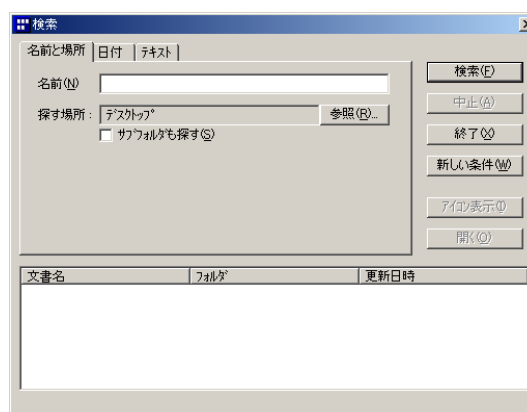 検索
名前と場所 日付 テキスト
名前(N)
探す場所： デスクトップ 参照(R)...
サブフォルダも探す(S)
検索(F)
中止(A)
終了(X)
新しい条件(W)
アイコン表示(I)
開く(O)
文書名 フォルダ 更新日時